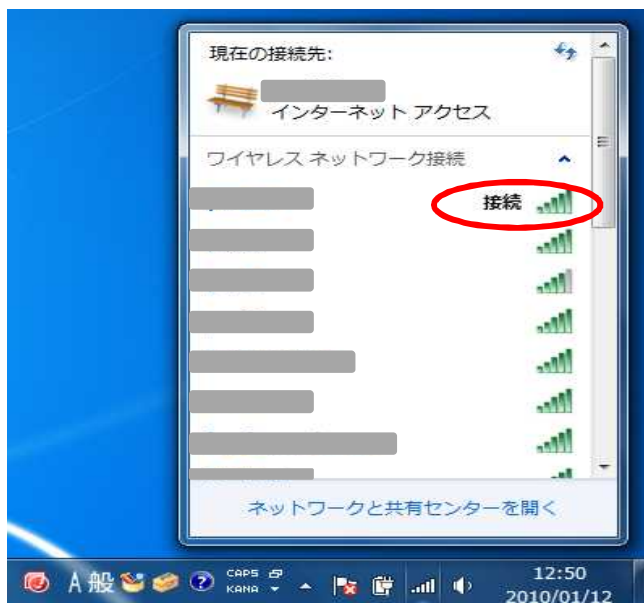 現在の接続先:
インターネット アクセス
ワイヤレス ネットワーク接続
接続
ネットワークと共有センターを開く
A 般 CAPS KANA 12:50
2010/01/12